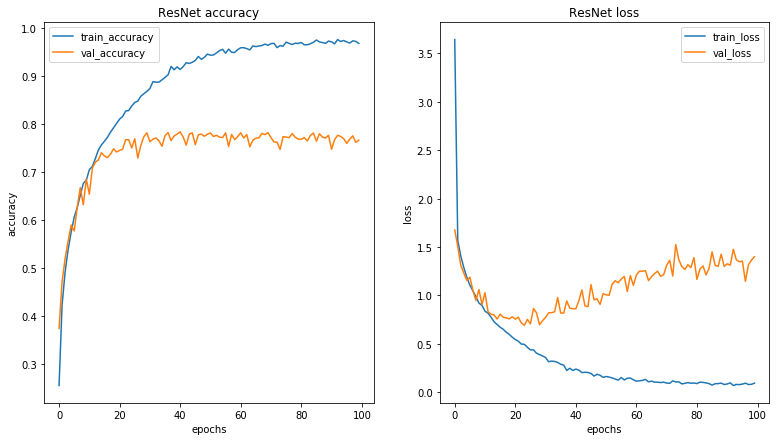 ResNet accuracy
train_accuracy
val_accuracy
1.0
0.9
0.8
0.7
0.6
0.5
0.4
0.3
accuracy
0 20 40 60 80 100
epochs
ResNet loss
train_loss
val_loss
3.5
3.0
2.5
2.0
1.5
1.0
0.5
0.0
loss
0 20 40 60 80 100
epochs